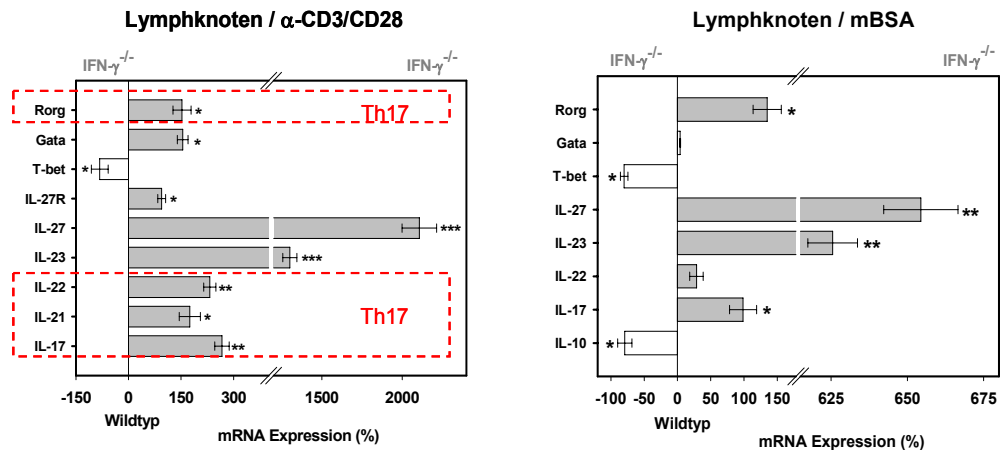 Lymphknoten / α-CD3/CD28
IFN-γ-/-
IFN-γ-/-
Rorg
*
Th17
Gata
*
T-bet
*
IL-27R
*
IL-27
***
IL-23
***
IL-22
**
IL-21
*
Th17
IL-17
**
-150 0 150 300 1500 2000
Wildtyp
mRNA Expression (%)
Lymphknoten / mBSA
IFN-γ-/-
IFN-γ-/-
Rorg
*
Gata
T-bet
*
IL-27
**
IL-23
**
IL-22
IL-17
*
IL-10
*
-100 -50 0 50 100 150 625 650 675
Wildtyp
mRNA Expression (%)